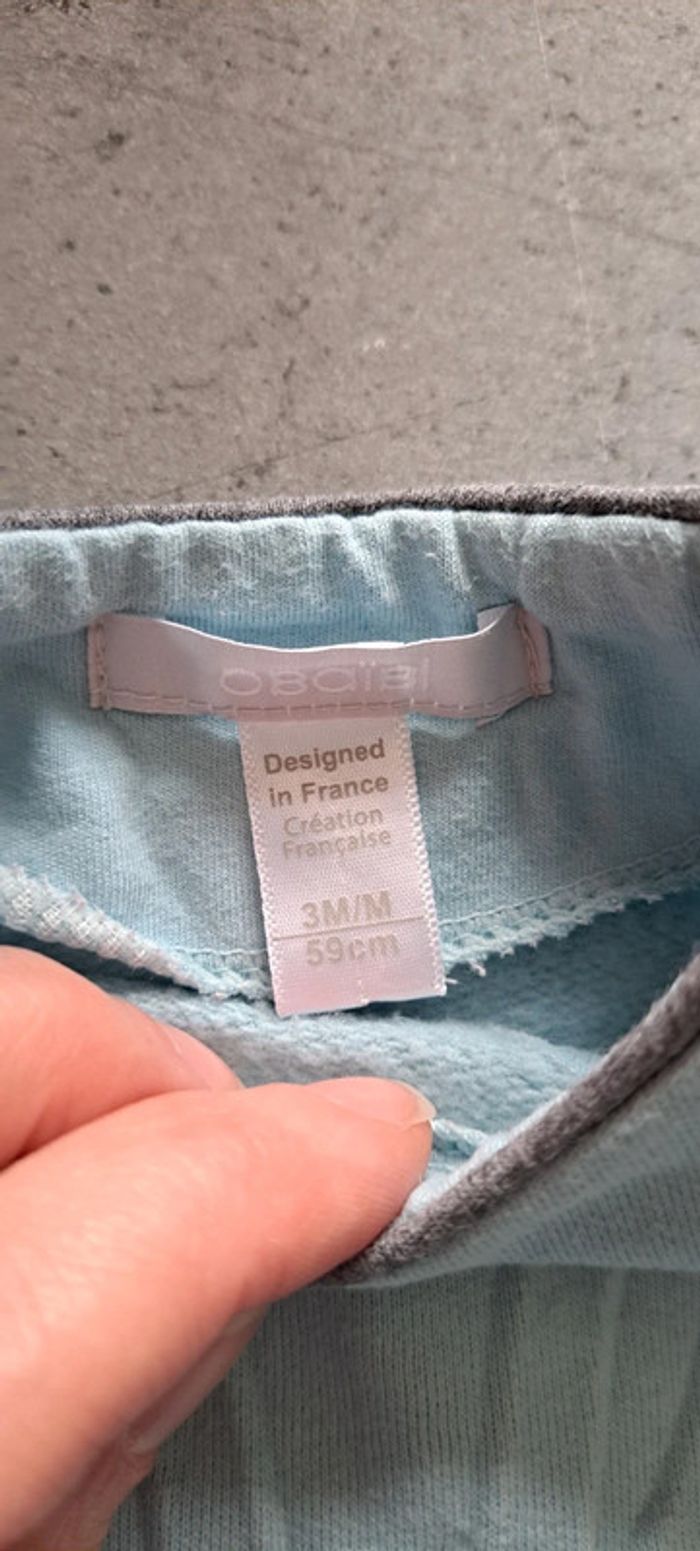 obaïbi
Designed
in France
Création
Française
3M/M
59cm